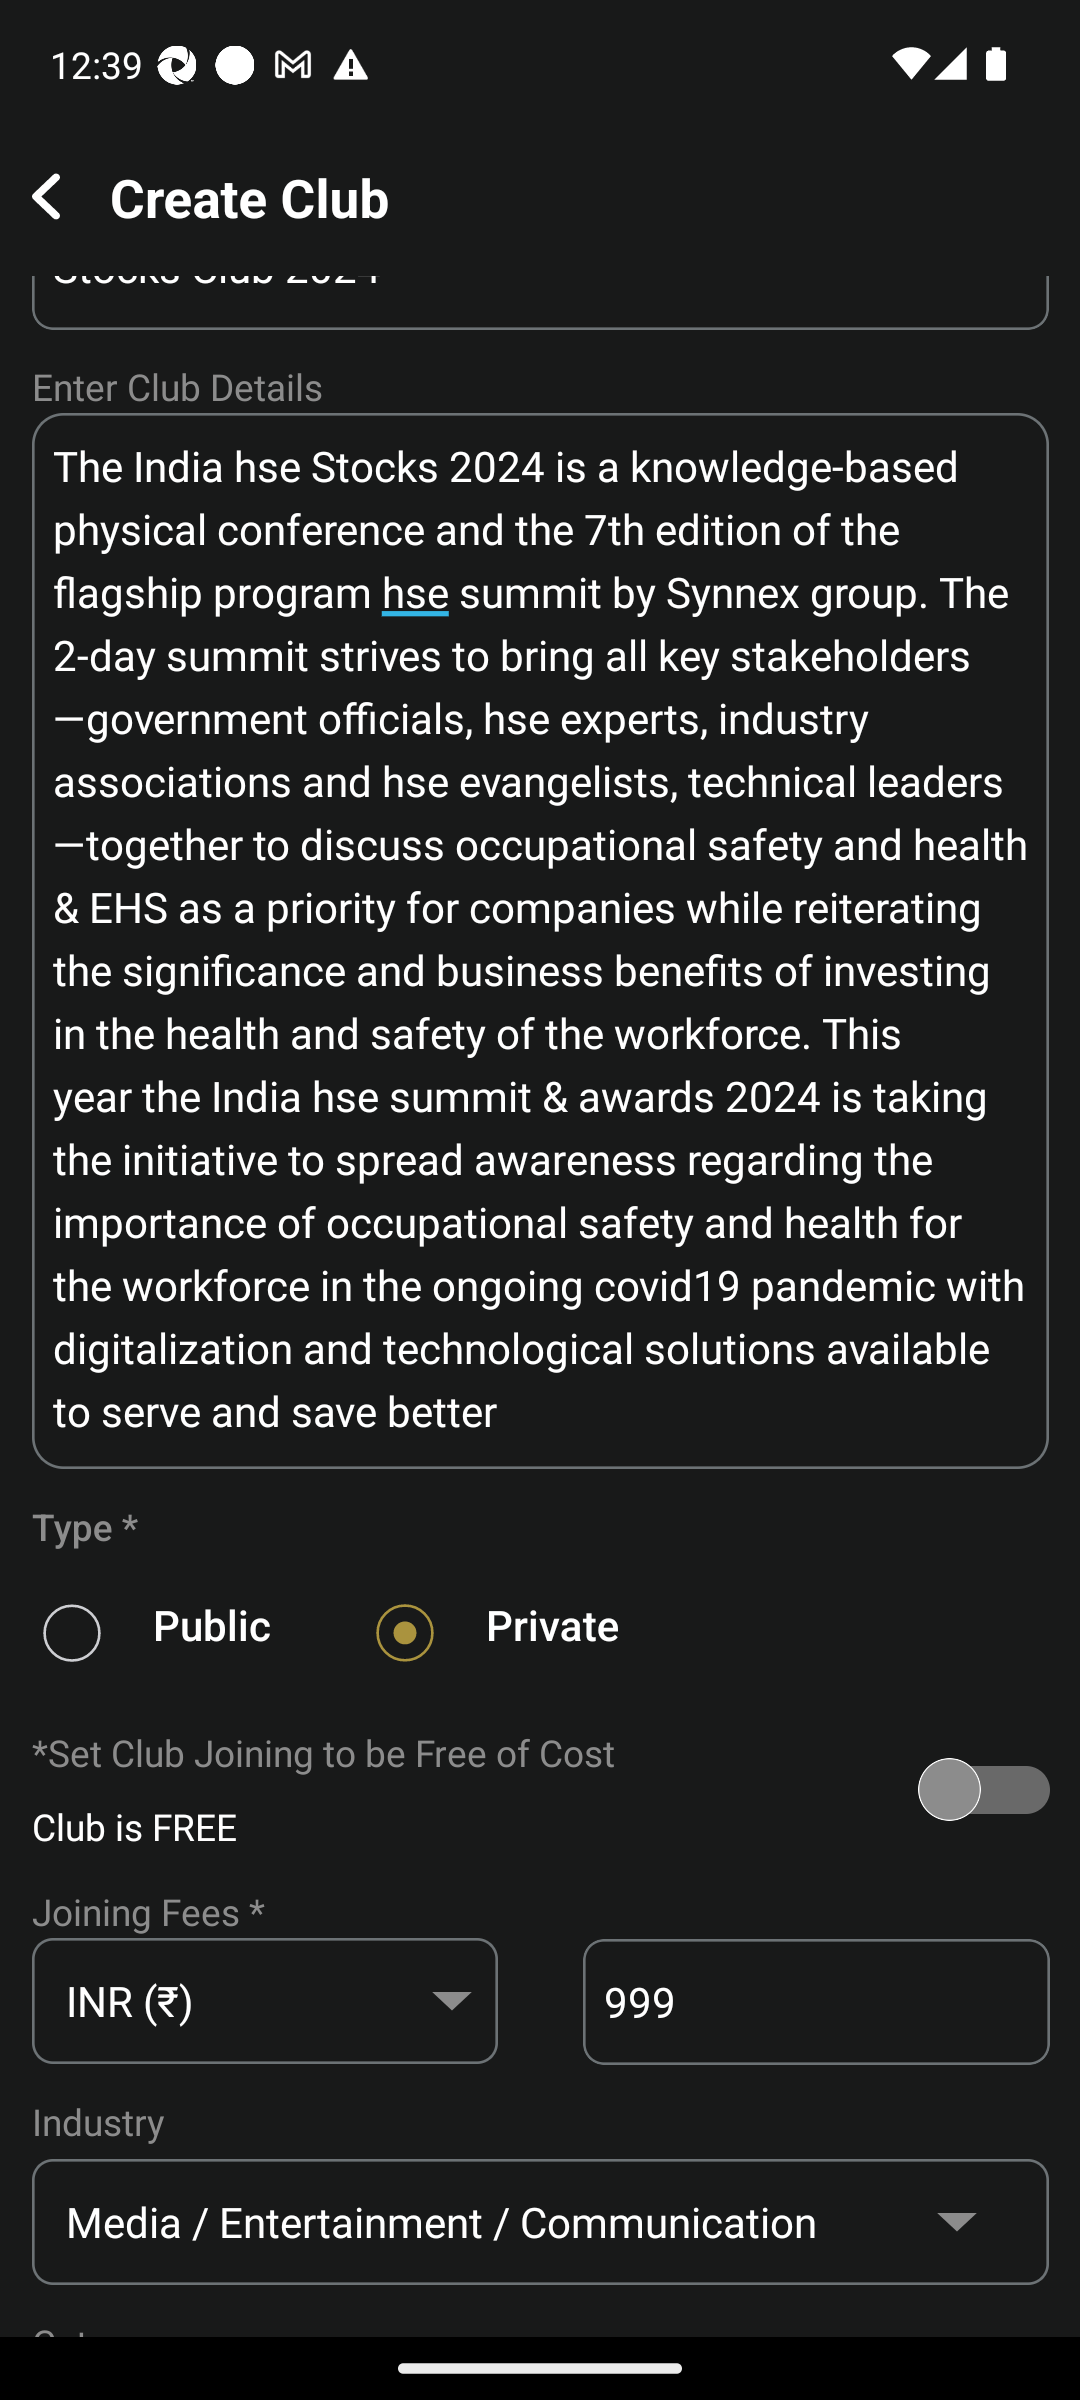 12:39
Create Club
Stocks Club 2024
Enter Club Details
The India hse Stocks 2024 is a knowledge-based
physical conference and the 7th edition of the
flagship program hse summit by Synnex group. The
2-day summit strives to bring all key stakeholders
—government officials, hse experts, industry
associations and hse evangelists, technical leaders
—together to discuss occupational safety and health
& EHS as a priority for companies while reiterating
the significance and business benefits of investing
in the health and safety of the workforce. This
year the India hse summit & awards 2024 is taking
the initiative to spread awareness regarding the
importance of occupational safety and health for
the workforce in the ongoing covid19 pandemic with
digitalization and technological solutions available
to serve and save better
Type *
Public Private
*Set Club Joining to be Free of Cost
Club is FREE
Joining Fees *
INR (₹) 999
Industry
Media / Entertainment / Communication